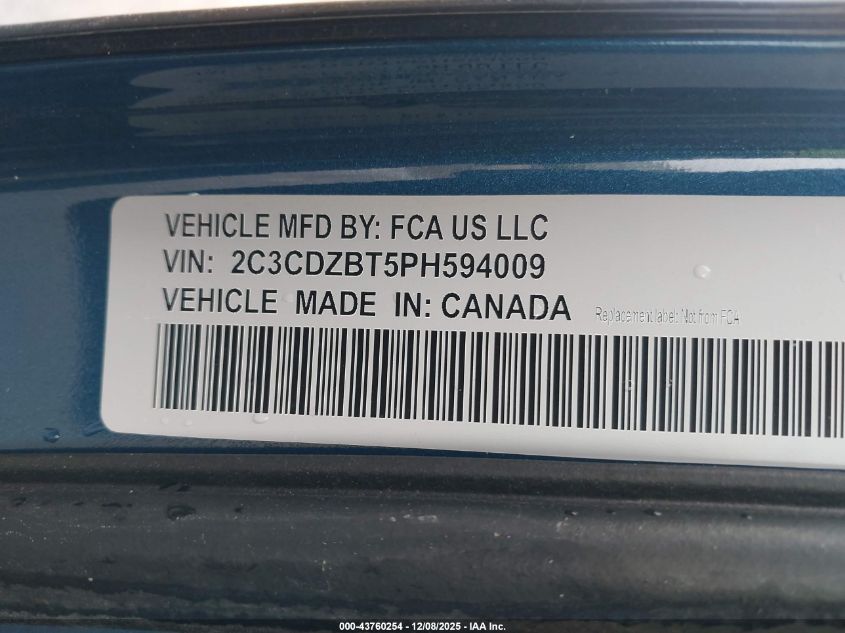 VEHICLE MFD BY: FCA US LLC
VIN: 2C3CDZBT5PH594009
VEHICLE MADE IN: CANADA
Replacement label: Not from FCA
000-43760254 - 12/08/2025 - IAA Inc.